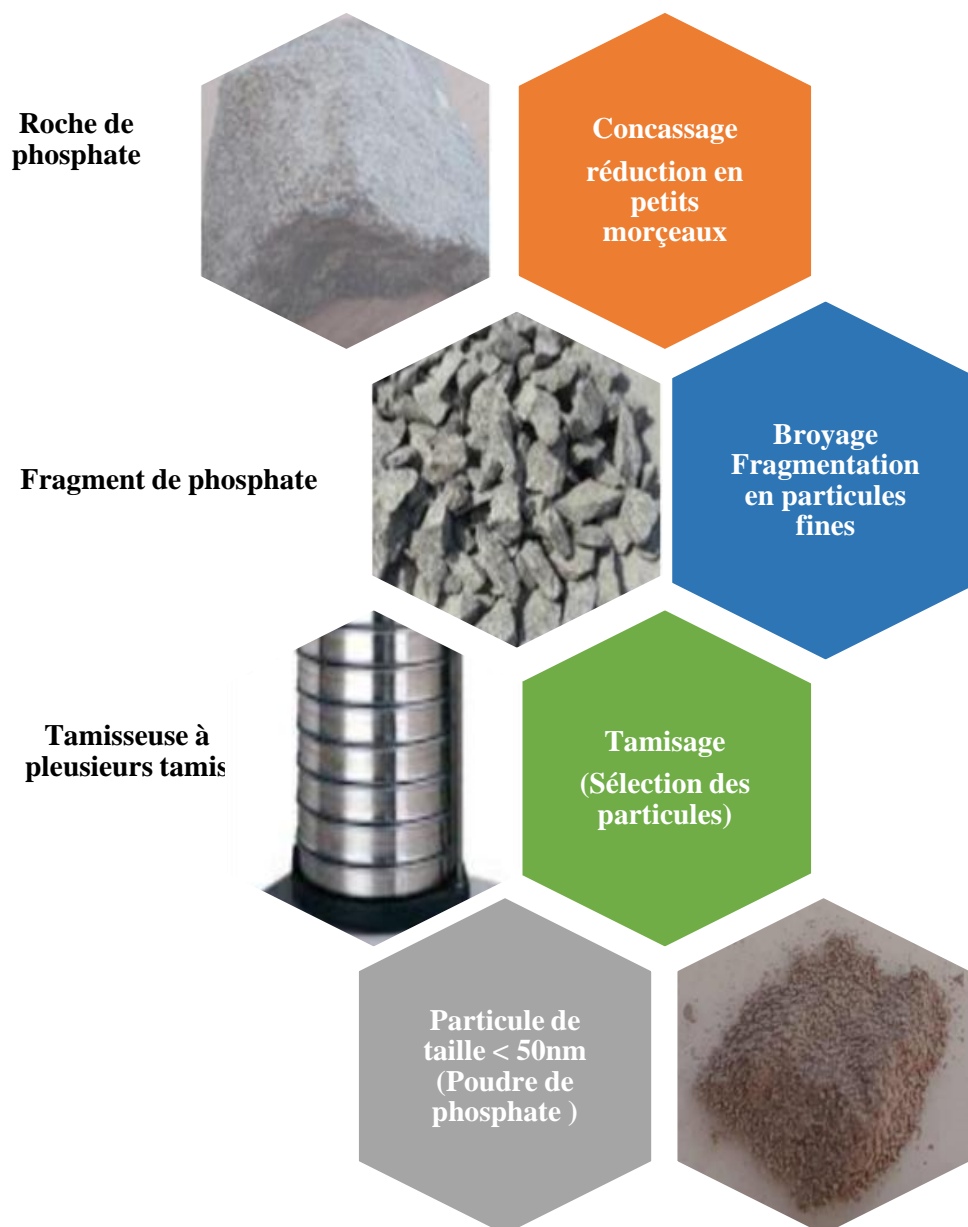 Roche de
phosphate
Concassage
réduction en
petits
morçeaux
Fragment de phosphate
Broyage
Fragmentation
en particules
fines
Tamisseuse à
pleusieurs tamis
Tamisage
(Sélection des
particules)
Particule de
taille < 50nm
(Poudre de
phosphate )